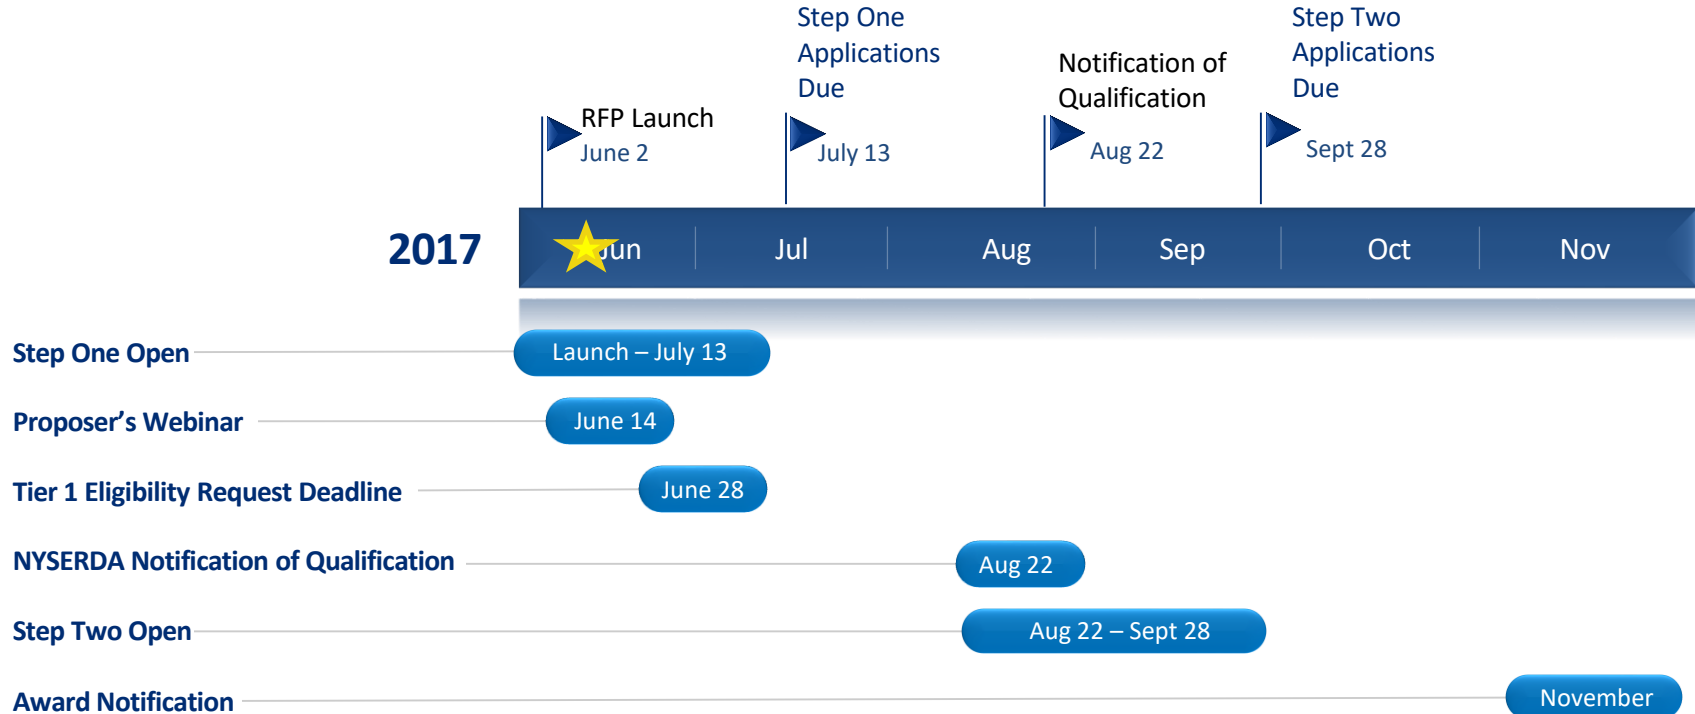 Step One
Applications
Due
Step Two
Applications
Due
Notification of
Qualification
RFP Launch
June 2
July 13
Aug 22
Sept 28
2017
Jun
Jul
Aug
Sep
Oct
Nov
Step One Open
Launch – July 13
Proposer’s Webinar
June 14
Tier 1 Eligibility Request Deadline
June 28
NYSERDA Notification of Qualification
Aug 22
Step Two Open
Aug 22 – Sept 28
Award Notification
November